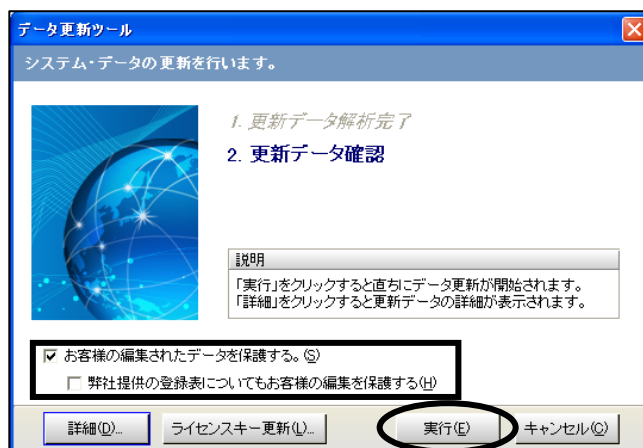 データ更新ツール
システム・データの更新を行います。
1. 更新データ解析完了
2. 更新データ確認
説明
「実行」をクリックすると直ちにデータ更新が開始されます。
「詳細」をクリックすると更新データの詳細が表示されます。
お客様の編集されたデータを保護する。(S)
弊社提供の登録表についてもお客様の編集を保護する(H)
詳細(D)... ライセンスキー更新(L)... 実行(E) キャンセル(C)